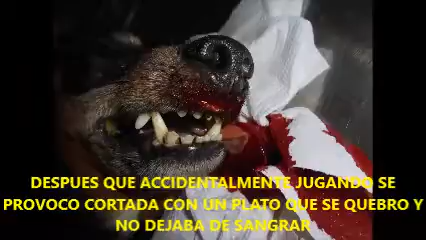 DESPUES QUE ACCIDENTALMENTE JUGANDO SE
PROVOCO CORTADA CON UN PLATO QUE SE QUEBRO Y
NO DEJABA DE SANGRAR